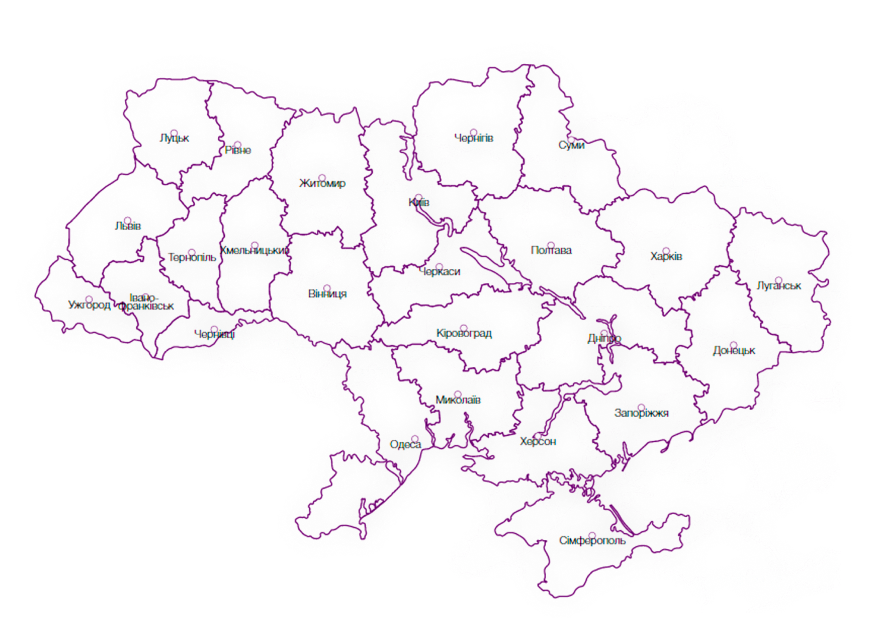 Луцьк
Рівне
Чернігів
Суми
Житомир
Київ
Львів
Тернопіль
Хмельницький
Полтава
Харків
Черкаси
Вінниця
Луганськ
Ужгород
Івано-
франківськ
Чернівці
Кіровоград
Дніпро
Донецьк
Миколаїв
Запоріжжя
Одеса
Херсон
Сімферополь